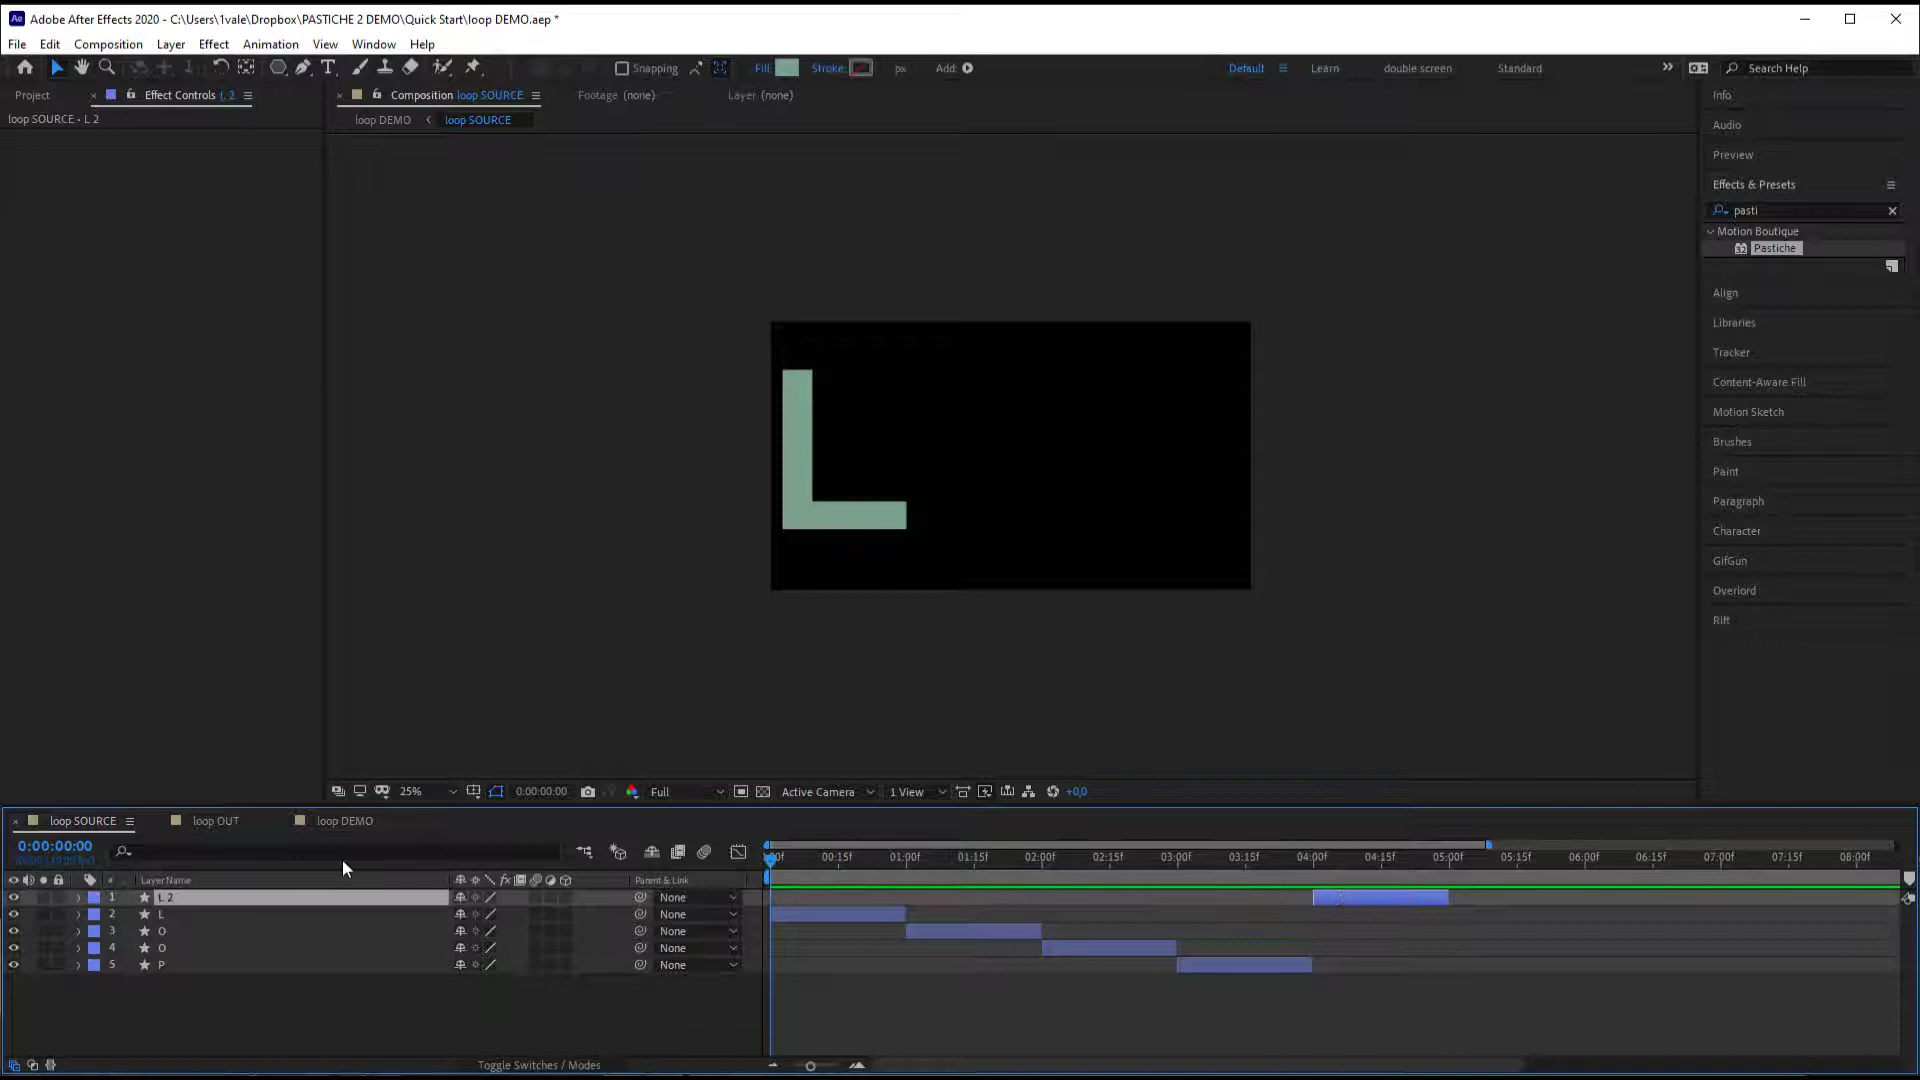 Adobe After Effects 2020 - C:\Users\1vale\Dropbox\PASTICHE 2 DEMO\Quick Start\loop DEMO.aep *
File Edit Composition Layer Effect Animation View Window Help
Snapping Fill: Stroke: px Add: Default Learn double screen Standard Search Help
Project Effect Controls L 2 Composition loop SOURCE Footage (none) Layer (none)
loop SOURCE • L 2
loop DEMO loop SOURCE
Info
Audio
Preview
Effects & Presets
pasti
Motion Boutique
32 Pastiche
Align
Libraries
Tracker
Content-Aware Fill
Motion Sketch
Brushes
Paint
Paragraph
Character
GifGun
Overlord
Rift
L
25% 0:00:00:00 Full Active Camera 1 View +0,0
loop SOURCE loop OUT loop DEMO
0:00:00:00
00f 00:15f 01:00f 01:15f 02:00f 02:15f 03:00f 03:15f 04:00f 04:15f 05:00f 05:15f 06:00f 06:15f 07:00f 07:15f 08:00f
# Layer Name fx Parent & Link
1 L 2 None
2 L None
3 O None
4 O None
5 P None
Toggle Switches / Modes